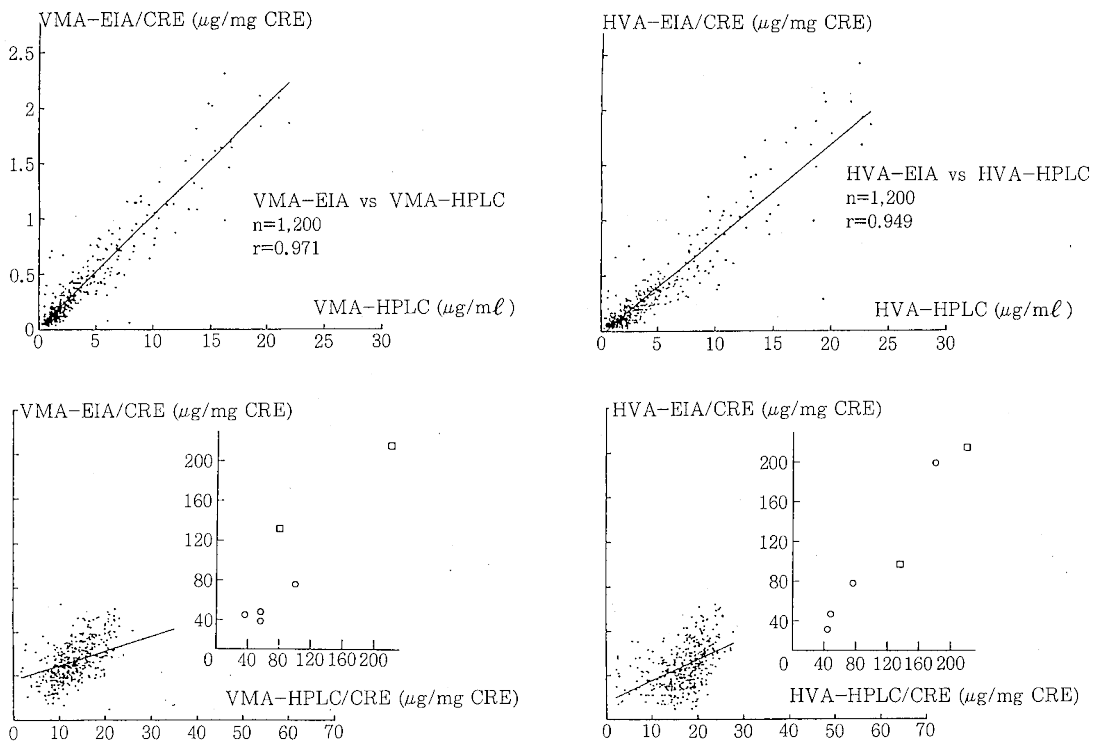 VMA-EIA/CRE (μg/mg CRE)
2.5
2
1.5
1
0.5
0
VMA-EIA vs VMA-HPLC
n=1,200
r=0.971
VMA-HPLC (μg/mℓ)
0 5 10 15 20 25 30
HVA-EIA/CRE (μg/mg CRE)
HVA-EIA vs HVA-HPLC
n=1,200
r=0.949
HVA-HPLC (μg/mℓ)
0 5 10 15 20 25 30
VMA-EIA/CRE (μg/mg CRE)
200
160
120
80
40
0 40 80 120 160 200
VMA-HPLC/CRE (μg/mg CRE)
0 10 20 30 40 50 60 70
HVA-EIA/CRE (μg/mg CRE)
200
160
120
80
40
0 40 80 120 160 200
HVA-HPLC/CRE (μg/mg CRE)
0 10 20 30 40 50 60 70